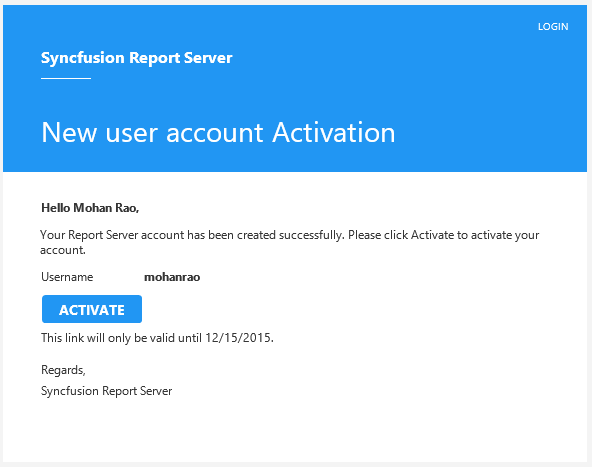 LOGIN
Syncfusion Report Server
New user account Activation
Hello Mohan Rao,
Your Report Server account has been created successfully. Please click Activate to activate your
account.
Username mohanrao
ACTIVATE
This link will only be valid until 12/15/2015.
Regards,
Syncfusion Report Server